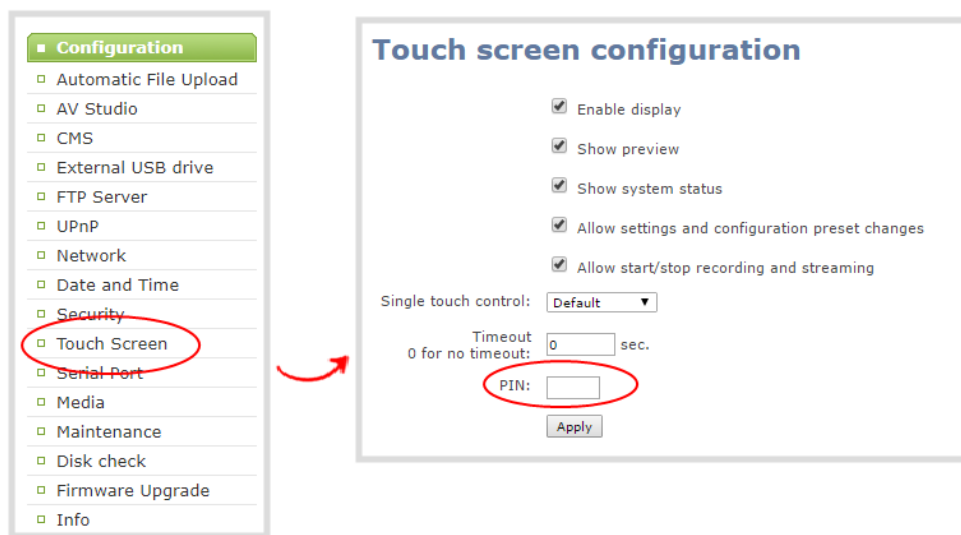 Configuration
Automatic File Upload
AV Studio
CMS
External USB drive
FTP Server
UPnP
Network
Date and Time
Security
Touch Screen
Serial Port
Media
Maintenance
Disk check
Firmware Upgrade
Info
Touch screen configuration
Enable display
Show preview
Show system status
Allow settings and configuration preset changes
Allow start/stop recording and streaming
Single touch control: Default
Timeout
0 for no timeout: 0 sec.
PIN:
Apply